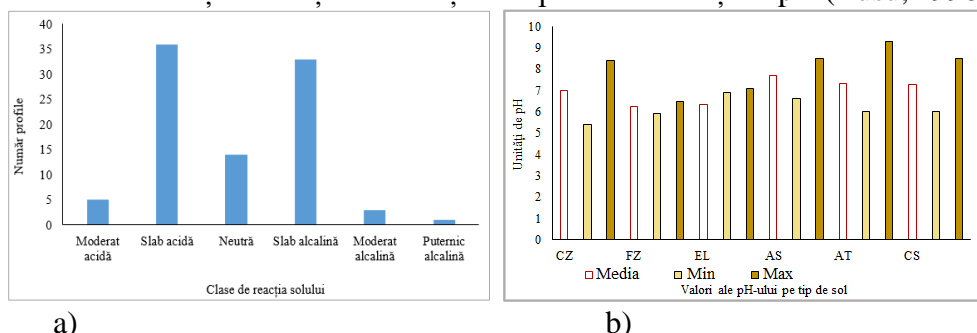 40
35
30
25
20
15
10
5
0
Număr profile
Moderat acidă
Slab acidă
Neutră
Slab alcalină
Moderat alcalină
Puternic alcalină
Clase de reacția solului
a)
10
9
8
7
6
5
4
3
2
1
0
Unități de pH
CZ FZ EL AS AT CS
Media Min Max
Valori ale pH-ului pe tip de sol
b)